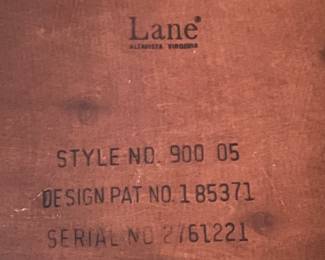 Lane®
ALTAVISTA VIRGINIA
STYLE NO. 900 05
DESIGN PAT NO. 185371
SERIAL NO 2761221